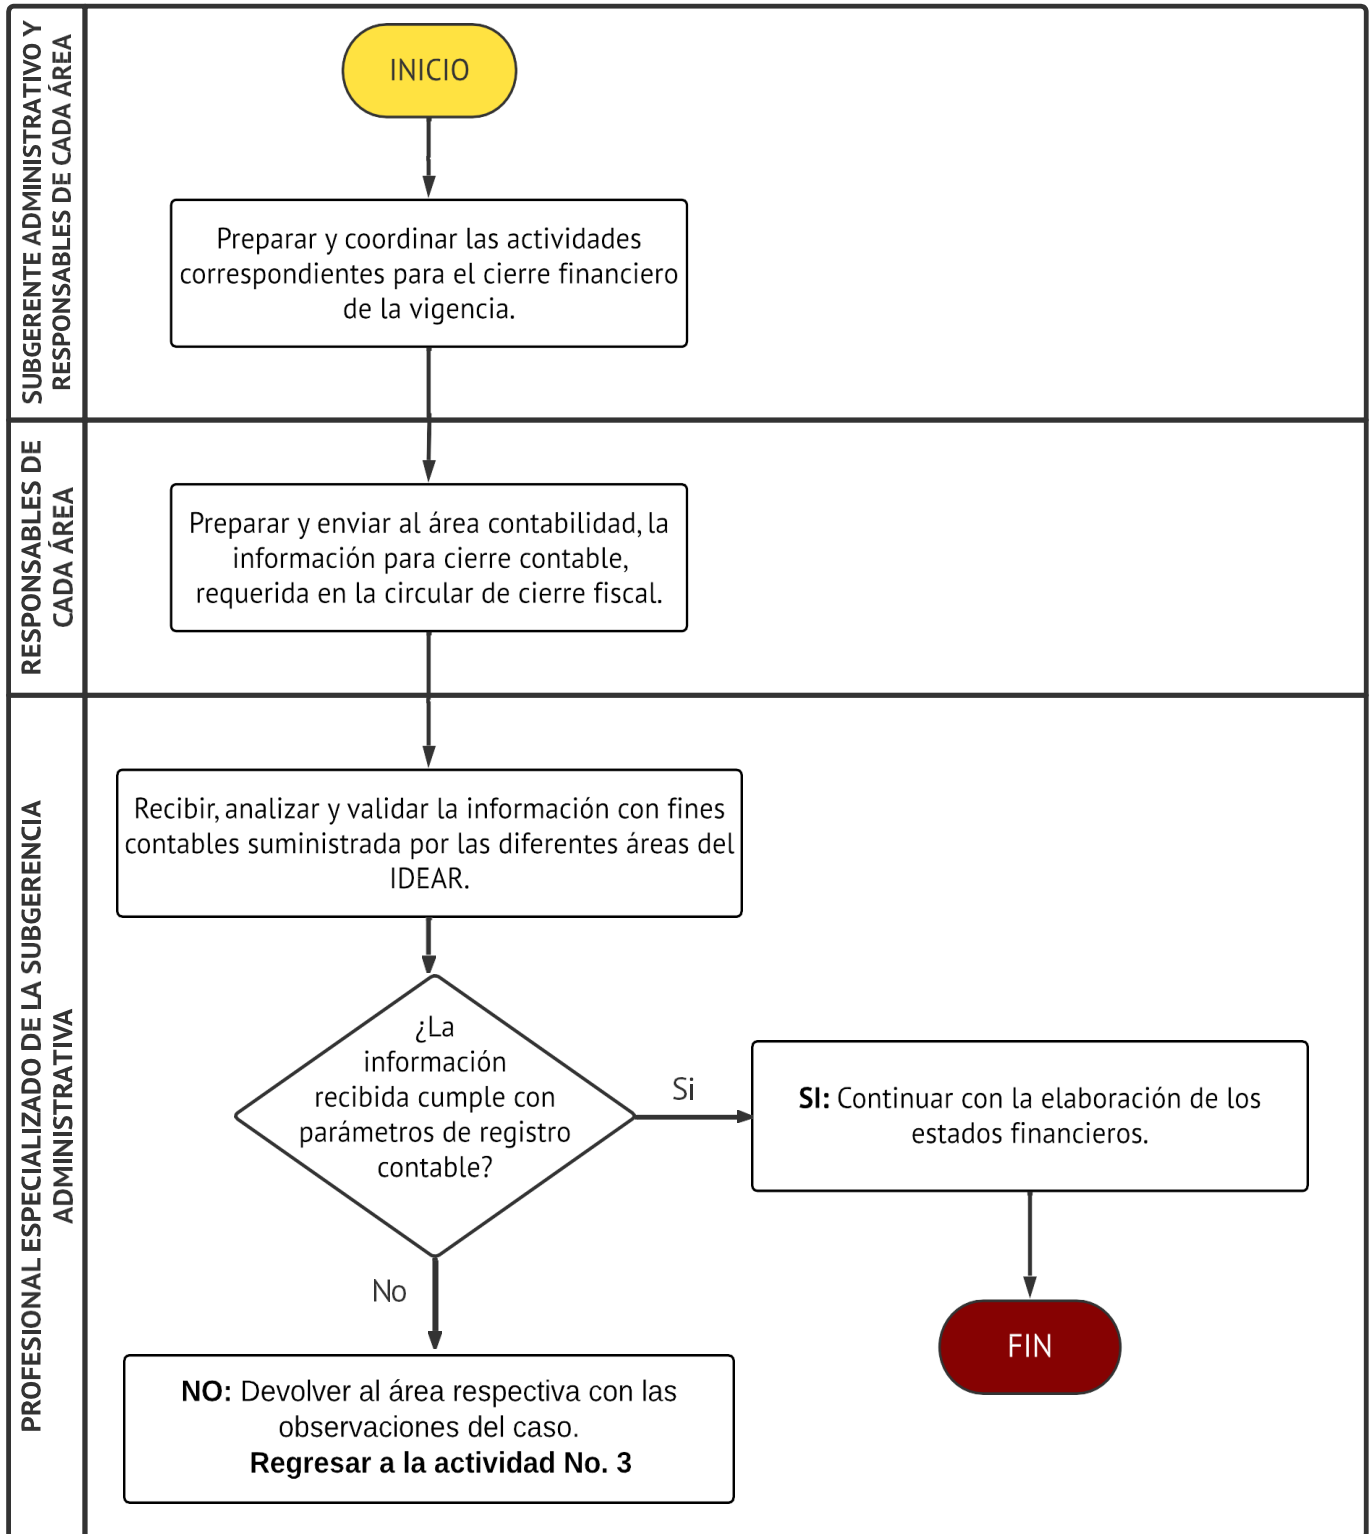 SUBGERENTE ADMINISTRATIVO Y
RESPONSABLES DE CADA ÁREA
INICIO
Preparar y coordinar las actividades
correspondientes para el cierre financiero
de la vigencia.
RESPONSABLES DE
CADA ÁREA
Preparar y enviar al área contabilidad, la
información para cierre contable,
requerida en la circular de cierre fiscal.
PROFESIONAL ESPECIALIZADO DE LA SUBGERENCIA
ADMINISTRATIVA
Recibir, analizar y validar la información con fines
contables suministrada por las diferentes áreas del
IDEAR.
¿La
información
recibida cumple con
parámetros de registro
contable?
Si
SI: Continuar con la elaboración de los
estados financieros.
No
FIN
NO: Devolver al área respectiva con las
observaciones del caso.
Regresar a la actividad No. 3